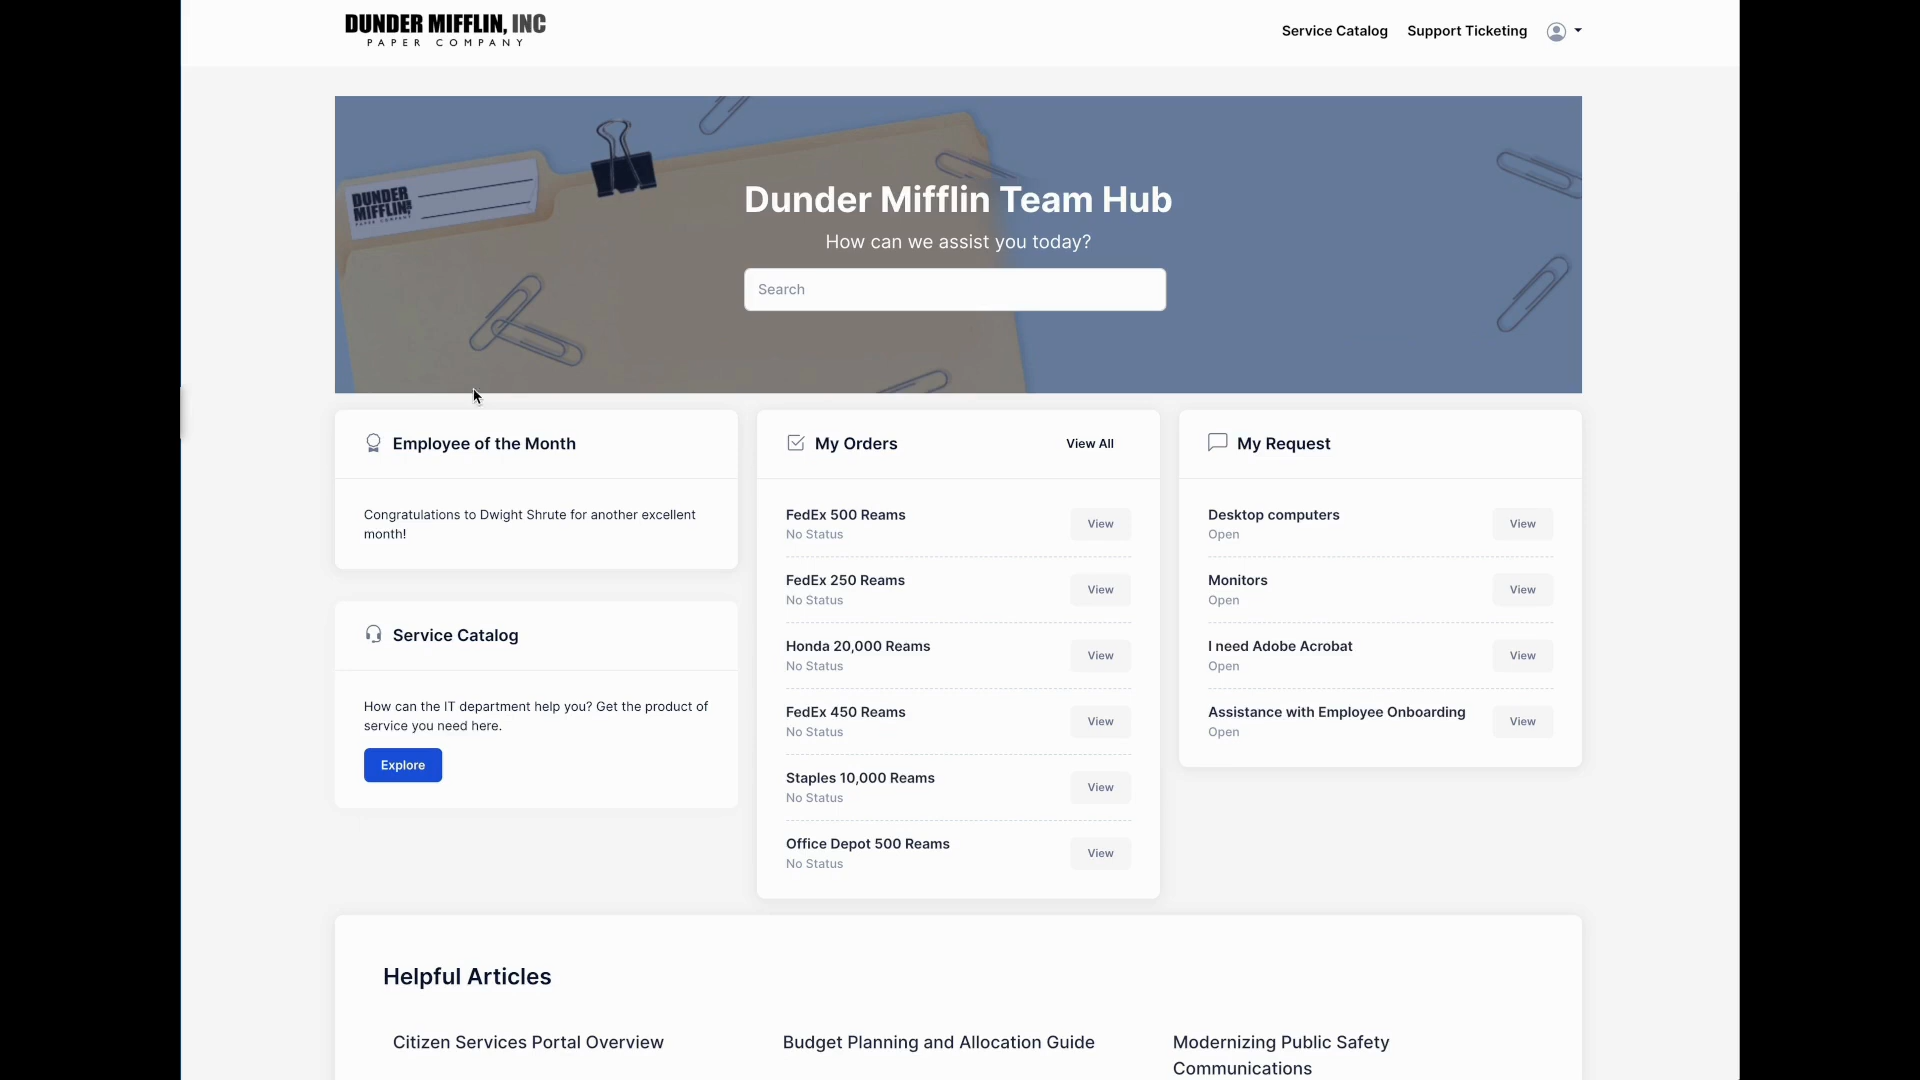 DUNDER MIFFLIN, INC
PAPER COMPANY
Service Catalog
Support Ticketing
DUNDER
MIFFLIN
Dunder Mifflin Team Hub
How can we assist you today?
Search
Employee of the Month
Congratulations to Dwight Shrute for another excellent
month!
Service Catalog
How can the IT department help you? Get the product of
service you need here.
Explore
My Orders
View All
FedEx 500 Reams
No Status
View
FedEx 250 Reams
No Status
View
Honda 20,000 Reams
No Status
View
FedEx 450 Reams
No Status
View
Staples 10,000 Reams
No Status
View
Office Depot 500 Reams
No Status
View
My Request
Desktop computers
Open
View
Monitors
Open
View
I need Adobe Acrobat
Open
View
Assistance with Employee Onboarding
Open
View
Helpful Articles
Citizen Services Portal Overview
Budget Planning and Allocation Guide
Modernizing Public Safety
Communications